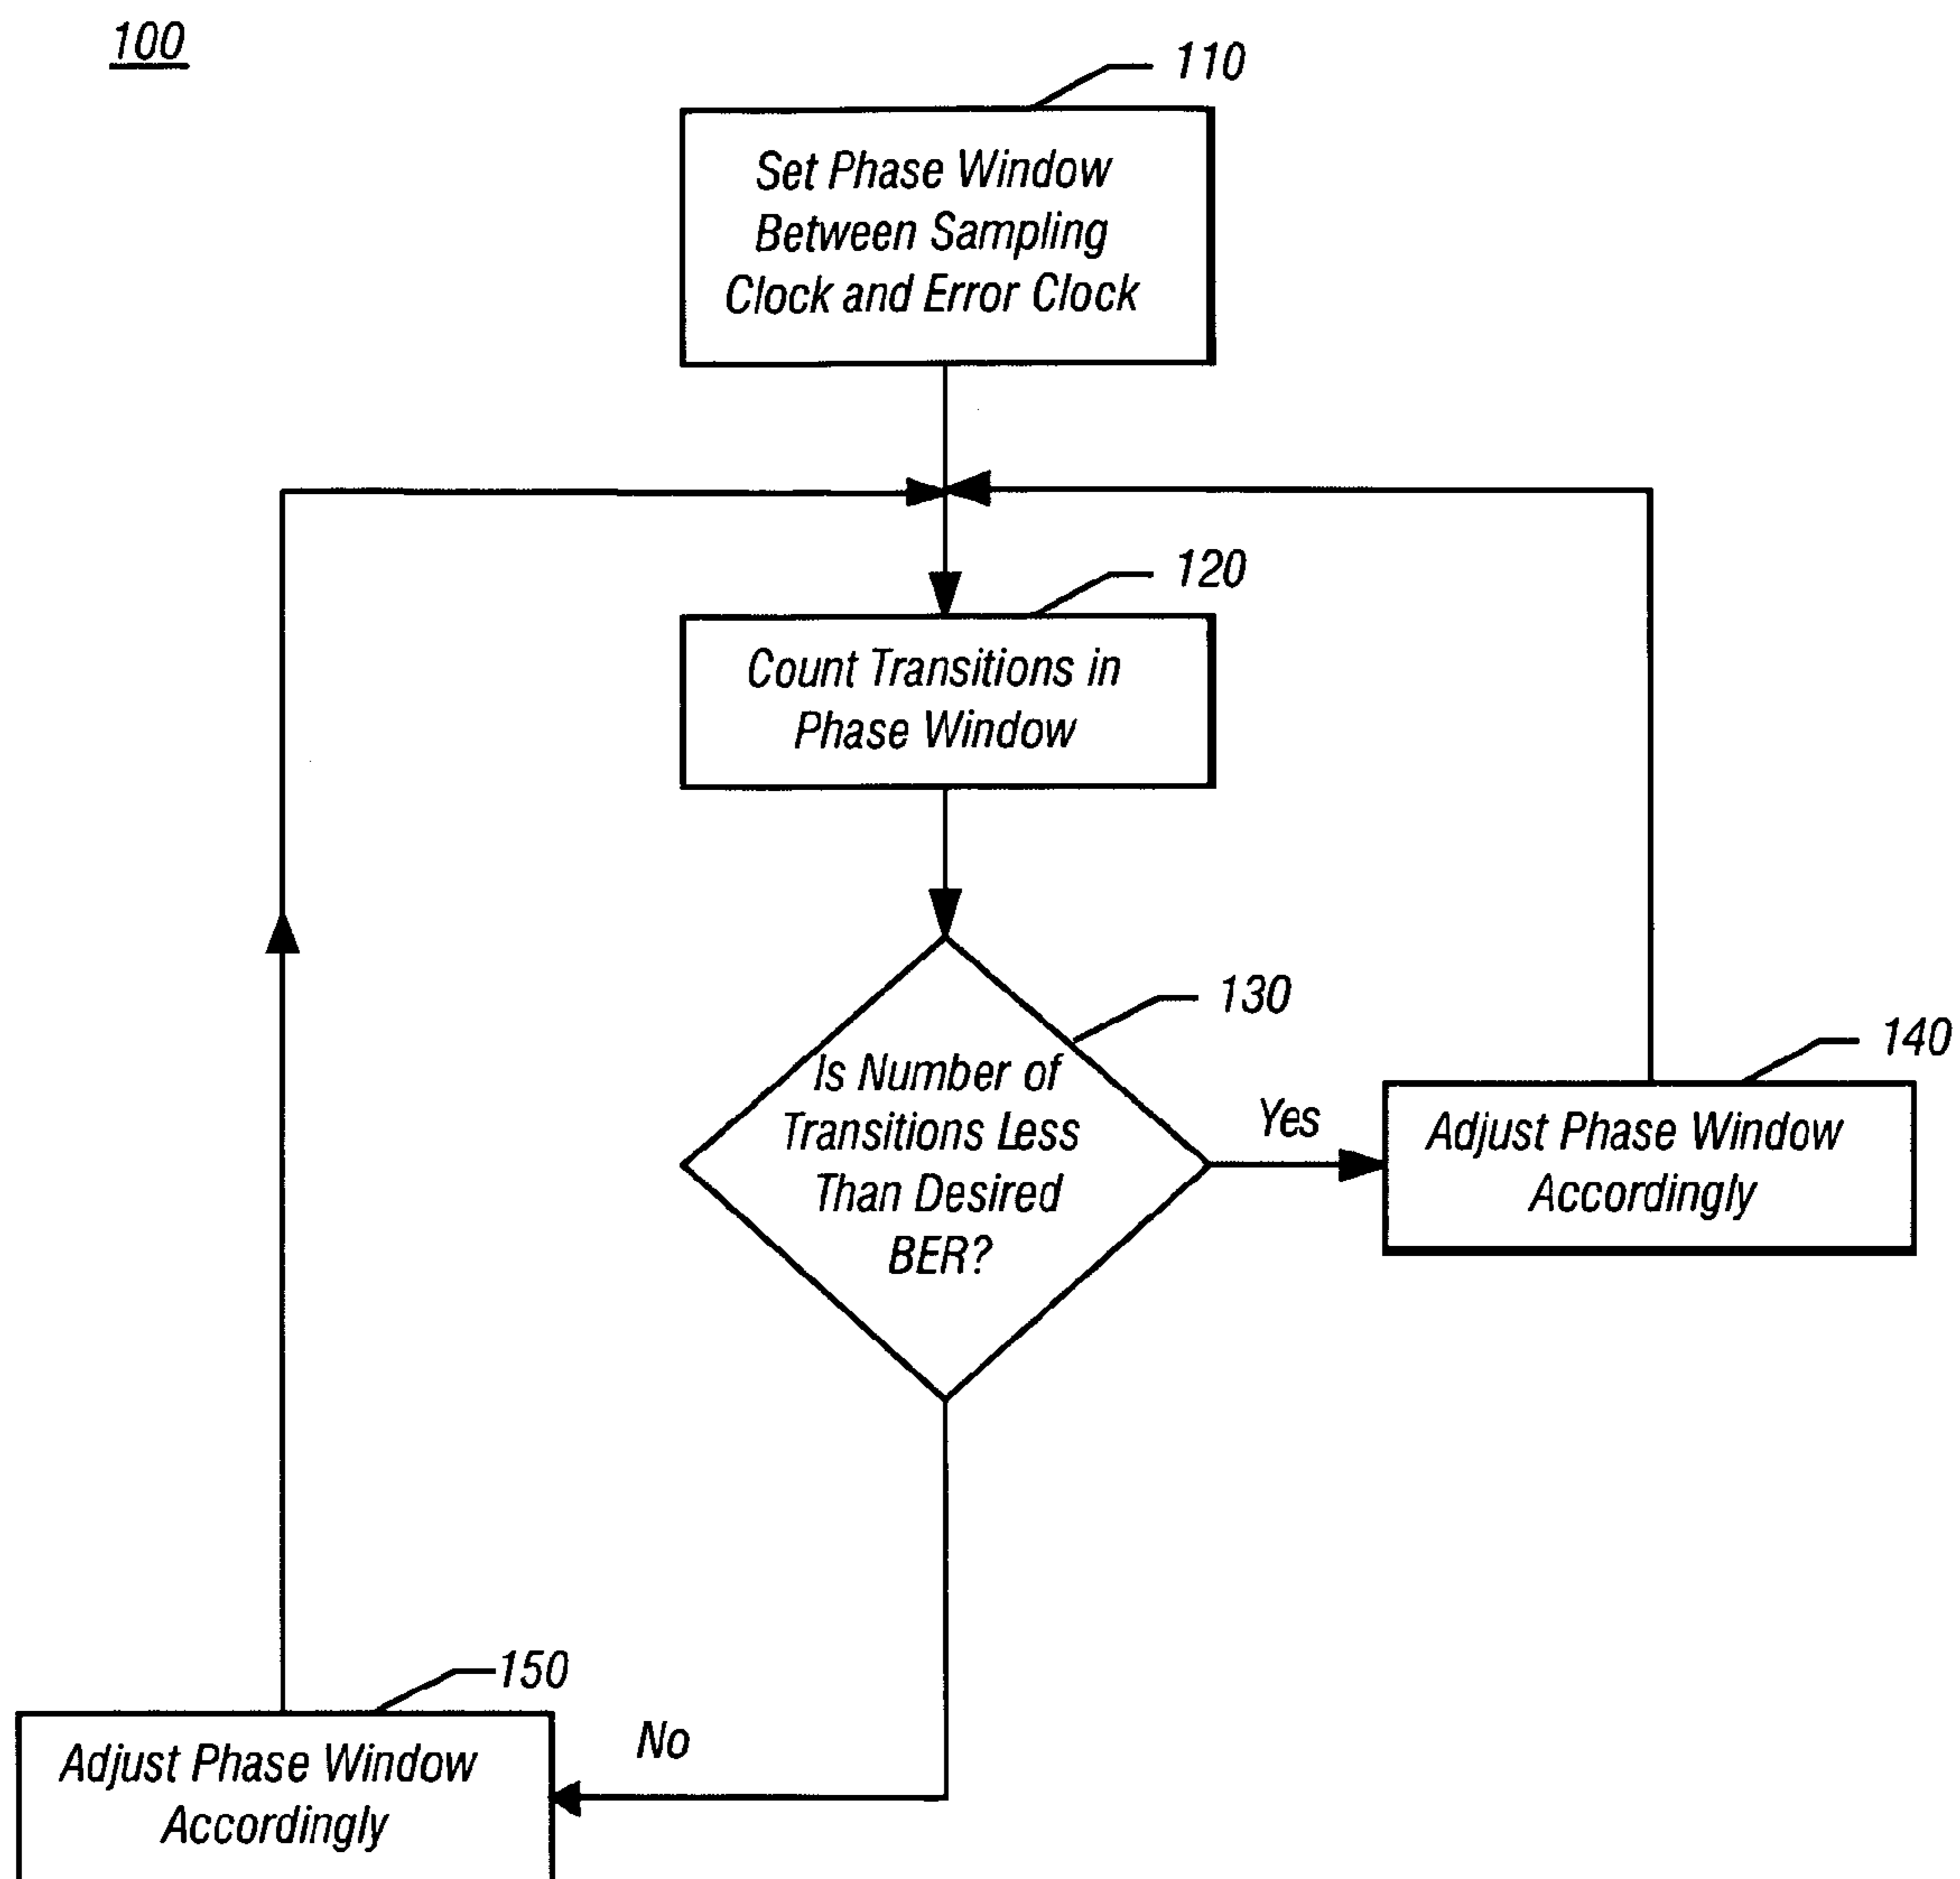 100
110
Set Phase Window
Between Sampling
Clock and Error Clock
120
Count Transitions in
Phase Window
130
Is Number of
Transitions Less
Than Desired
BER?
Yes
140
Adjust Phase Window
Accordingly
150
No
Adjust Phase Window
Accordingly